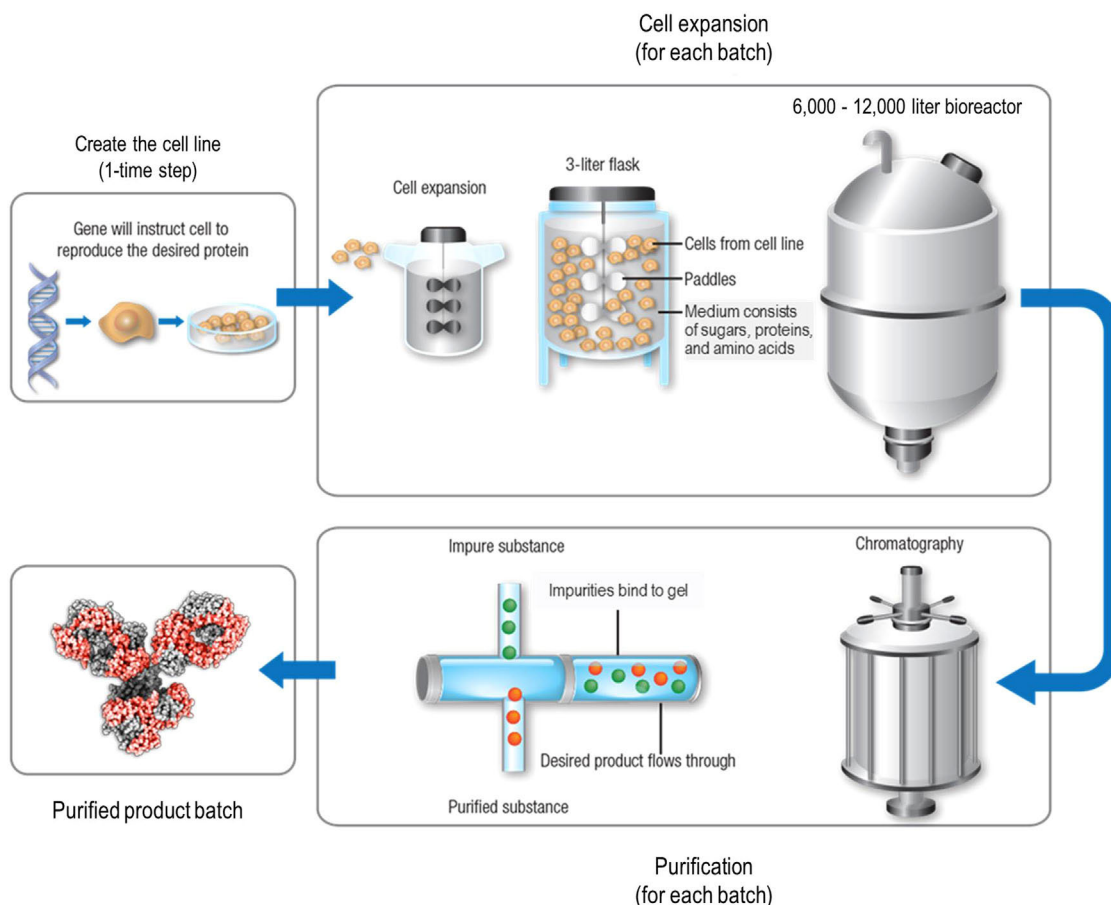 Cell expansion
(for each batch)
Create the cell line
(1-time step)
Gene will instruct cell to
reproduce the desired protein
Cell expansion
3-liter flask
6,000 - 12,000 liter bioreactor
Cells from cell line
Paddles
Medium consists
of sugars, proteins,
and amino acids
Impure substance
Impurities bind to gel
Desired product flows through
Purified substance
Chromatography
Purified product batch
Purification
(for each batch)